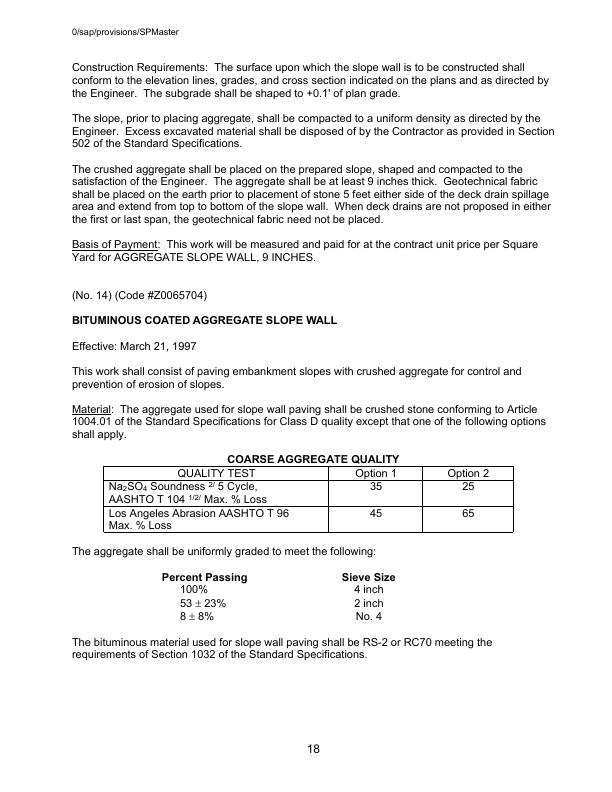 0/sap/provisions/SPMaster
Construction Requirements:  The surface upon which the slope wall is to be constructed shall
conform to the elevation lines, grades, and cross section indicated on the plans and as directed by
the Engineer.  The subgrade shall be shaped to +0.1' of plan grade.
The slope, prior to placing aggregate, shall be compacted to a uniform density as directed by the
Engineer.  Excess excavated material shall be disposed of by the Contractor as provided in Section
502 of the Standard Specifications.
The crushed aggregate shall be placed on the prepared slope, shaped and compacted to the
satisfaction of the Engineer.  The aggregate shall be at least 9 inches thick.  Geotechnical fabric
shall be placed on the earth prior to placement of stone 5 feet either side of the deck drain spillage
area and extend from top to bottom of the slope wall.  When deck drains are not proposed in either
the first or last span, the geotechnical fabric need not be placed.
Basis of Payment:  This work will be measured and paid for at the contract unit price per Square
Yard for AGGREGATE SLOPE WALL, 9 INCHES.
(No. 14) (Code #Z0065704)
BITUMINOUS COATED AGGREGATE SLOPE WALL
Effective: March 21, 1997
This work shall consist of paving embankment slopes with crushed aggregate for control and
prevention of erosion of slopes.
Material:  The aggregate used for slope wall paving shall be crushed stone conforming to Article
1004.01 of the Standard Specifications for Class D quality except that one of the following options
shall apply.
COARSE AGGREGATE QUALITY
QUALITY TEST Option 1 Option 2
Na₂SO₄ Soundness ²/ 5 Cycle, 35 25
AASHTO T 104 ¹/²/ Max. % Loss
Los Angeles Abrasion AASHTO T 96 45 65
Max. % Loss
The aggregate shall be uniformly graded to meet the following:
Percent Passing Sieve Size
100% 4 inch
53 ± 23% 2 inch
8 ± 8% No. 4
The bituminous material used for slope wall paving shall be RS-2 or RC70 meeting the
requirements of Section 1032 of the Standard Specifications.
18